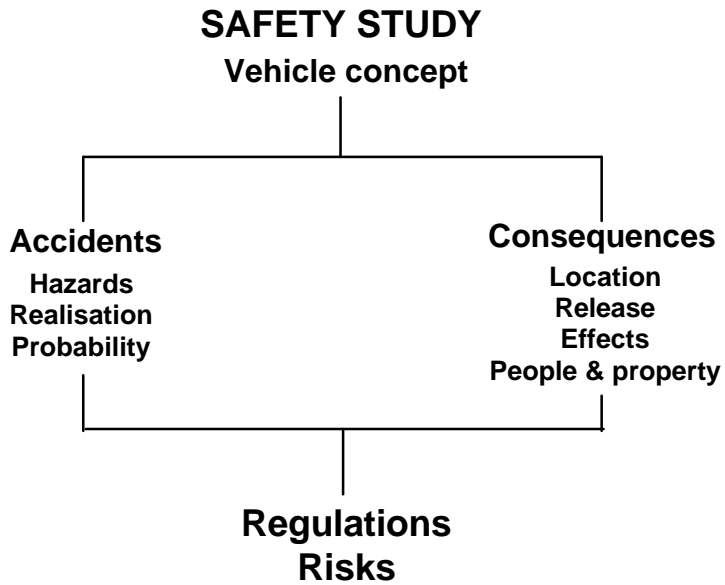 SAFETY STUDY
Vehicle concept
Accidents
Hazards
Realisation
Probability
Consequences
Location
Release
Effects
People & property
Regulations
Risks